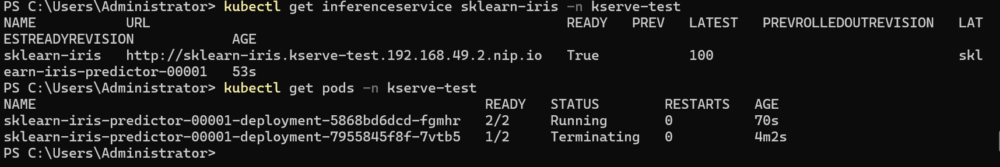 PS C:\Users\Administrator> kubectl get inferenceservice sklearn-iris -n kserve-test
NAME           URL                                                   READY   PREV   LATEST   PREVROLLEDOUTREVISION   LAT
ESTREADYREVISION            AGE
sklearn-iris   http://sklearn-iris.kserve-test.192.168.49.2.nip.io   True           100                              skl
earn-iris-predictor-00001   53s
PS C:\Users\Administrator> kubectl get pods -n kserve-test
NAME                                                       READY   STATUS        RESTARTS   AGE
sklearn-iris-predictor-00001-deployment-5868bd6dcd-fgmhr   2/2     Running       0          70s
sklearn-iris-predictor-00001-deployment-7955845f8f-7vtb5   1/2     Terminating   0          4m2s
PS C:\Users\Administrator>